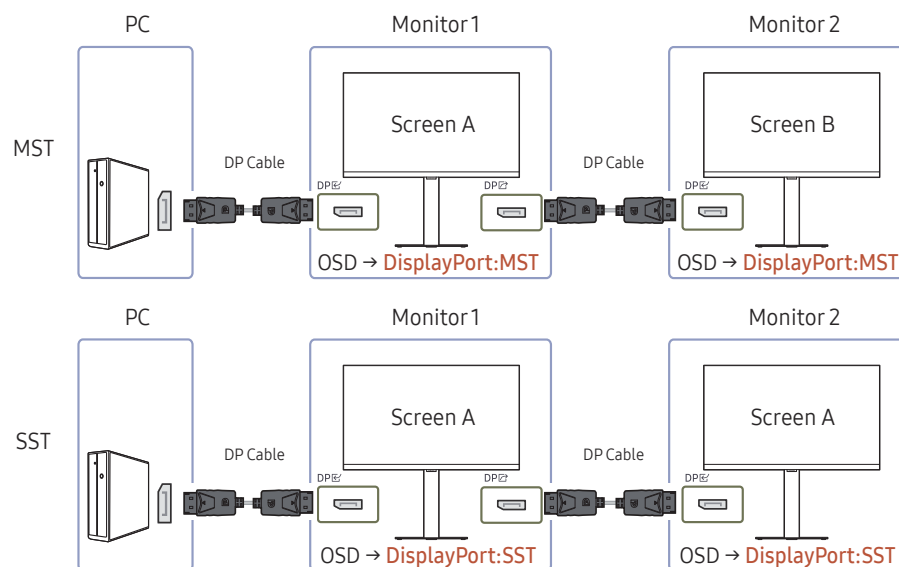 PC Monitor 1 Monitor 2
MST
Screen A Screen B
DP Cable DP Cable
DP DP DP
OSD → DisplayPort:MST OSD → DisplayPort:MST
PC Monitor 1 Monitor 2
SST
Screen A Screen A
DP Cable DP Cable
DP DP DP
OSD → DisplayPort:SST OSD → DisplayPort:SST